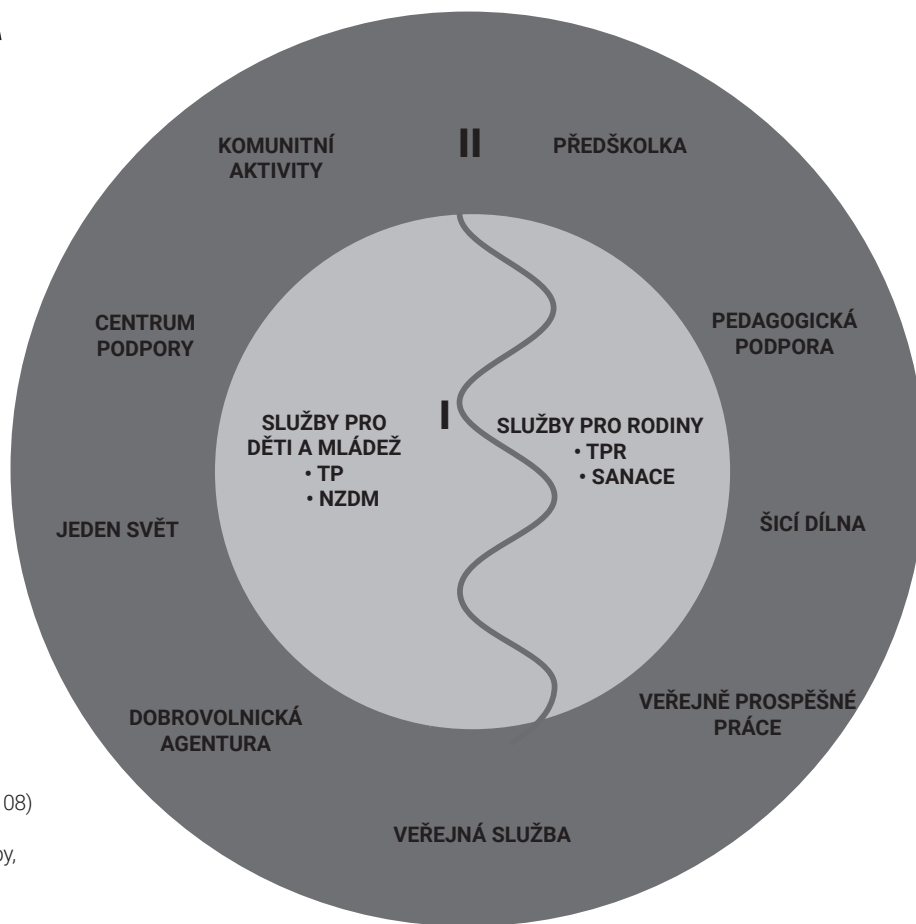 KOMUNITNÍ
AKTIVITY
II
PŘEDŠKOLKA
CENTRUM
PODPORY
PEDAGOGICKÁ
PODPORA
I
SLUŽBY PRO
DĚTI A MLÁDEŽ
• TP
• NZDM
SLUŽBY PRO RODINY
• TPR
• SANACE
JEDEN SVĚT
ŠICÍ DÍLNA
DOBROVOLNICKÁ
AGENTURA
VEŘEJNĚ PROSPĚŠNÉ
PRÁCE
08)
VEŘEJNÁ SLUŽBA